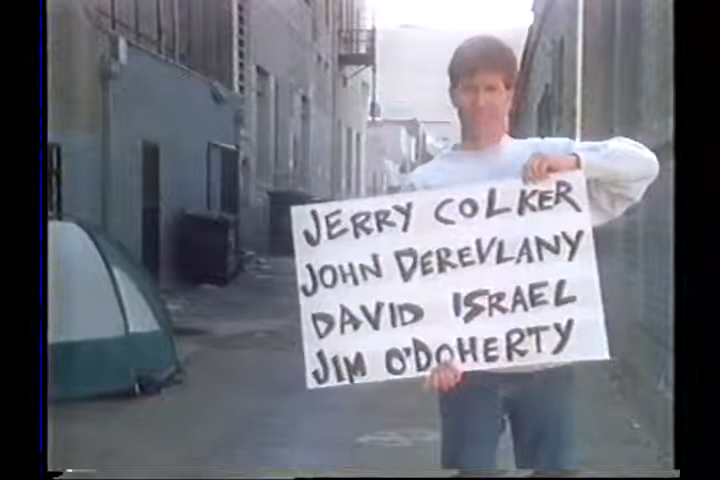 JERRY COLKER
JOHN DEREVLANY
DAVID ISRAEL
JIM O'DOHERTY